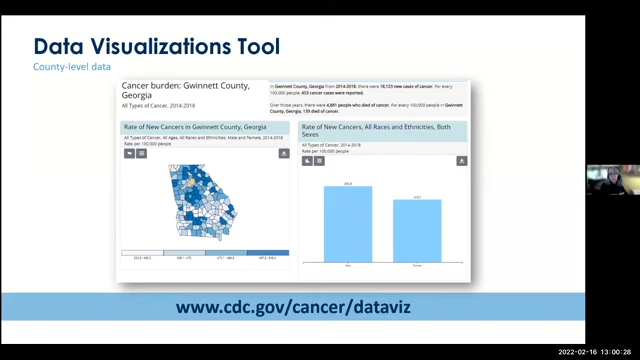 Data Visualizations Tool
County-level data
Cancer burden: Gwinnett County,
Georgia
All Types of Cancer, 2014-2018
In Gwinnett County, Georgia from 2014-2018, there were 18,123 new cases of cancer. For every
100,000 people, 453 cancer cases were reported.
Over those years, there were 4,881 people who died of cancer. For every 100,000 people in Gwinnett
County, Georgia, 139 died of cancer.
Rate of New Cancers in Gwinnett County, Georgia
All Types of Cancer, All Ages, All Races and Ethnicities, Male and Female, 2014-2018
Rate per 100,000 people
Rate of New Cancers, All Races and Ethnicities, Both
Sexes
All Types of Cancer, 2014-2018
Rate per 100,000 people
www.cdc.gov/cancer/dataviz
2022-02-16 13:00:28